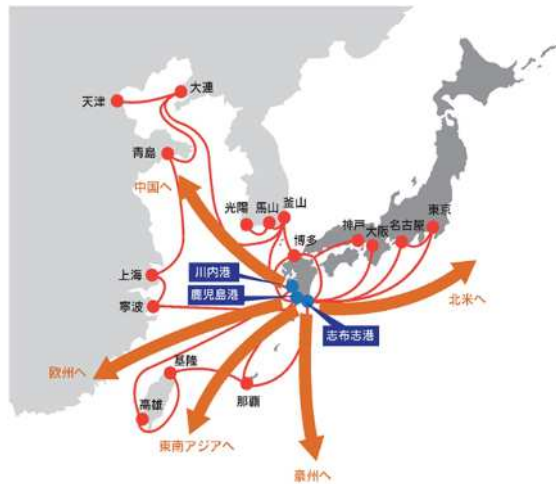 大連
天津
青島
中国へ
光陽
馬山
釜山
博多
神戸
大阪
名古屋
東京
川内港
鹿児島港
志布志港
上海
寧波
北米へ
欧州へ
基隆
高雄
那覇
東南アジアへ
豪州へ